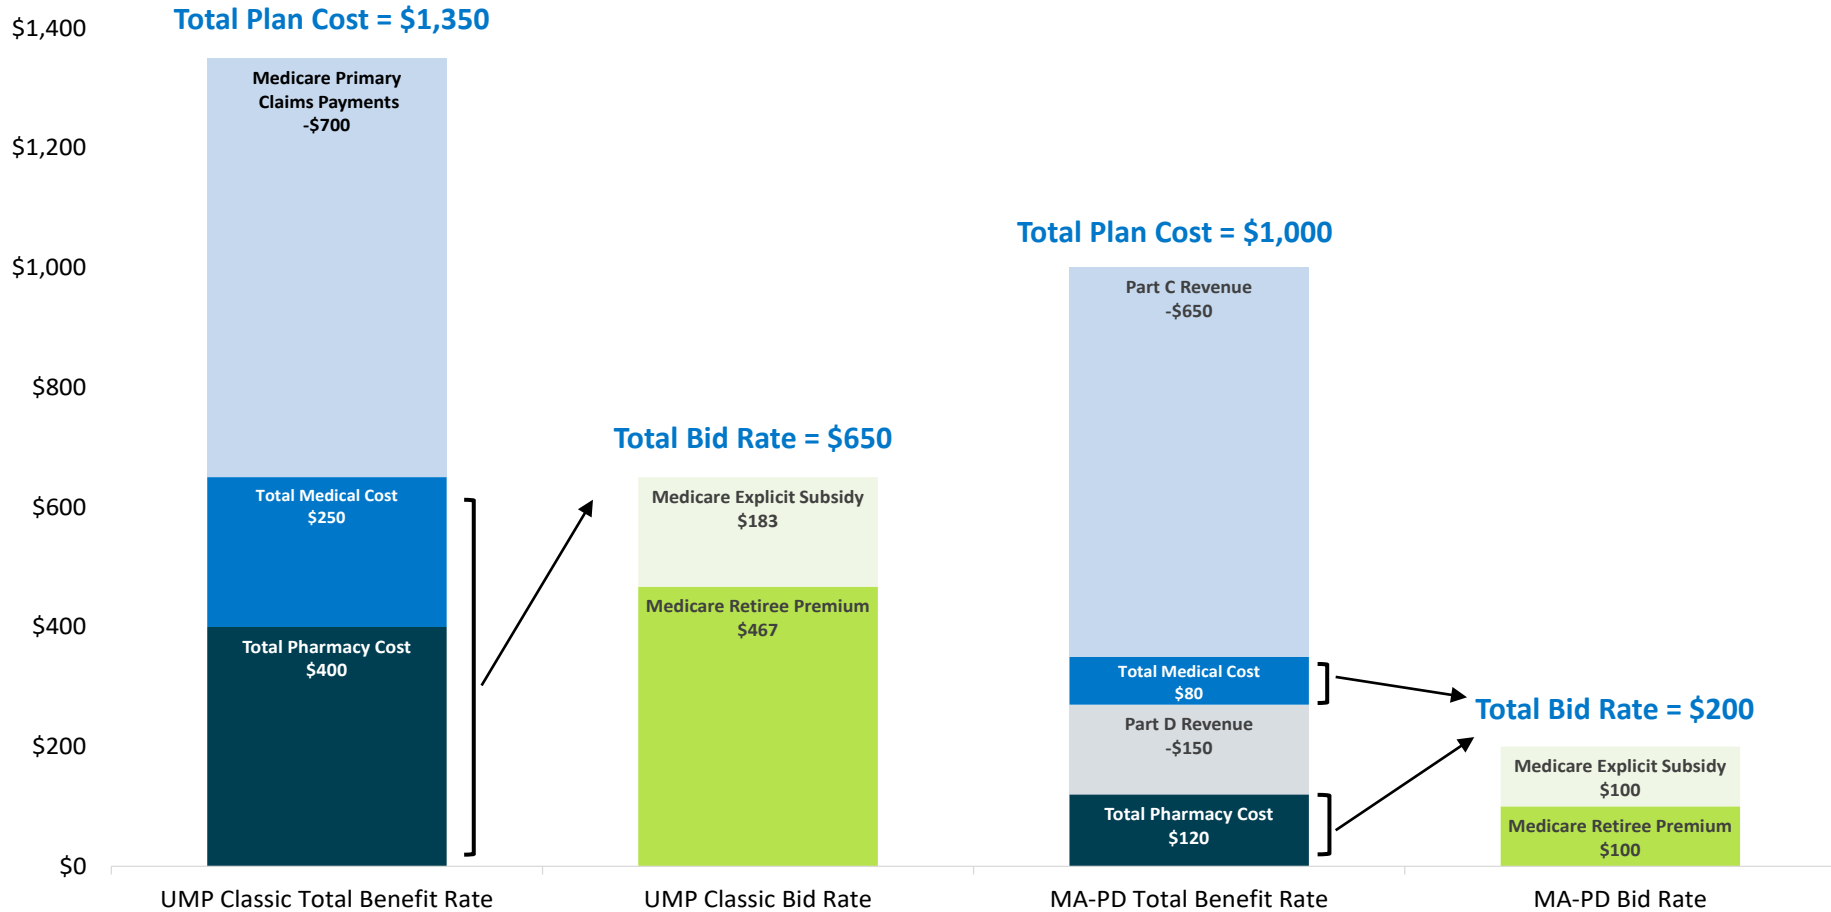 Total Plan Cost = $1,350
$1,400
$1,200
$1,000
$800
$600
$400
$200
$0
Medicare Primary
Claims Payments
-$700
Total Medical Cost
$250
Total Pharmacy Cost
$400
Total Bid Rate = $650
Medicare Explicit Subsidy
$183
Medicare Retiree Premium
$467
Total Plan Cost = $1,000
Part C Revenue
-$650
Total Medical Cost
$80
Part D Revenue
-$150
Total Pharmacy Cost
$120
Total Bid Rate = $200
Medicare Explicit Subsidy
$100
Medicare Retiree Premium
$100
UMP Classic Total Benefit Rate
UMP Classic Bid Rate
MA-PD Total Benefit Rate
MA-PD Bid Rate